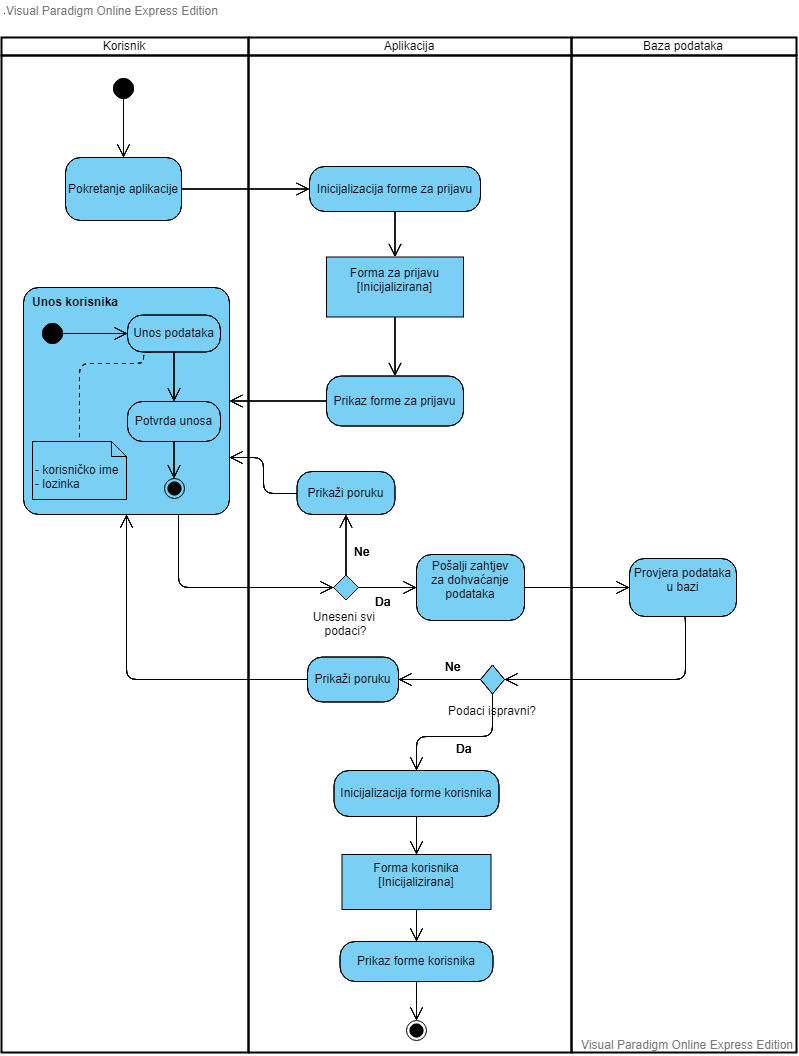 .Visual Paradigm Online Express Edition
Korisnik
Aplikacija
Baza podataka
Pokretanje aplikacije
Inicijalizacija forme za prijavu
Forma za prijavu
[Inicijalizirana]
Unos korisnika
Unos podataka
Prikaz forme za prijavu
Potvrda unosa
- korisničko ime
- lozinka
Prikaži poruku
Ne
Pošalji zahtjev
za dohvaćanje
podataka
Provjera podataka
u bazi
Da
Uneseni svi
podaci?
Ne
Prikaži poruku
Podaci ispravni?
Da
Inicijalizacija forme korisnika
Forma korisnika
[Inicijalizirana]
Prikaz forme korisnika
Visual Paradigm Online Express Edition